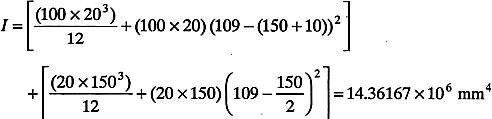 I = [ (100 × 20³)/12 + (100 × 20) (109 − (150 + 10))² ]
+ [ (20 × 150³)/12 + (20 × 150) (109 − 150/2)² ] = 14.36167 × 10⁶ mm⁴